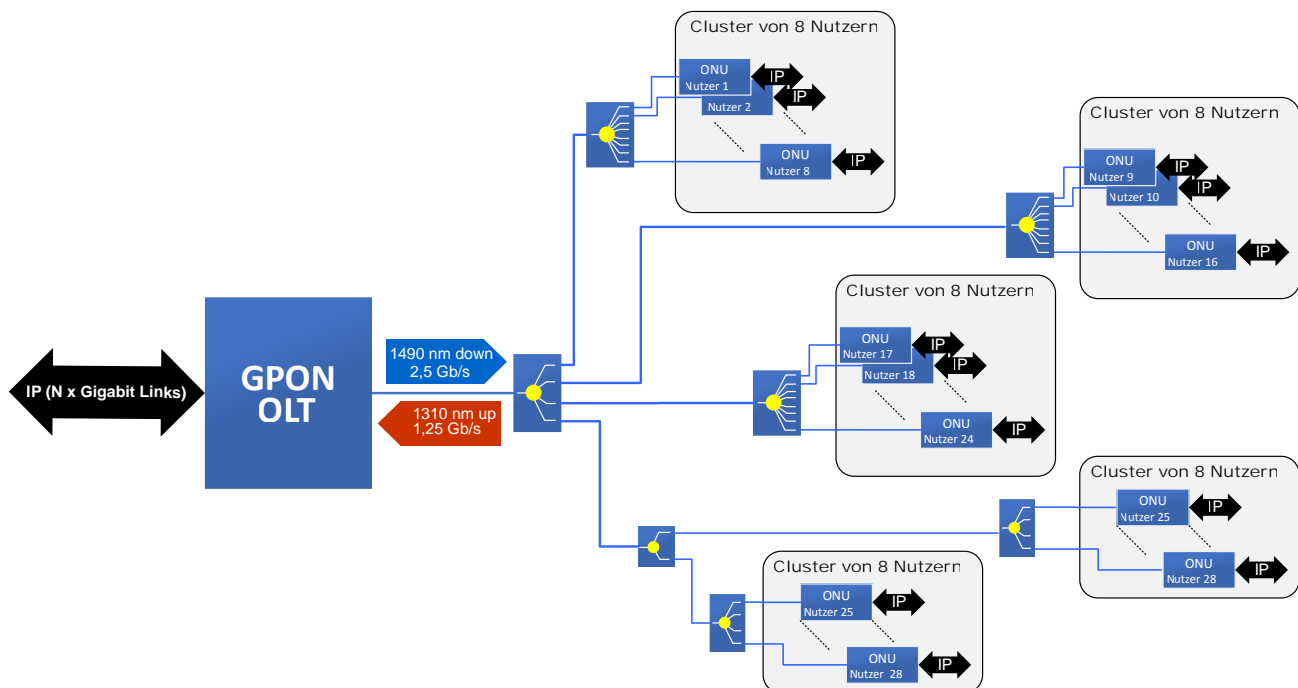 Cluster von 8 Nutzern
ONU
Nutzer 1
IP
Nutzer 2
IP
ONU
Nutzer 8
IP
Cluster von 8 Nutzern
ONU
Nutzer 9
IP
Nutzer 10
IP
ONU
Nutzer 16
IP
Cluster von 8 Nutzern
ONU
Nutzer 17
IP
Nutzer 18
IP
ONU
Nutzer 24
IP
IP (N x Gigabit Links)
GPON
OLT
1490 nm down
2,5 Gb/s
1310 nm up
1,25 Gb/s
Cluster von 8 Nutzern
ONU
Nutzer 25
IP
ONU
Nutzer 28
IP
Cluster von 8 Nutzern
ONU
Nutzer 25
IP
ONU
Nutzer 28
IP